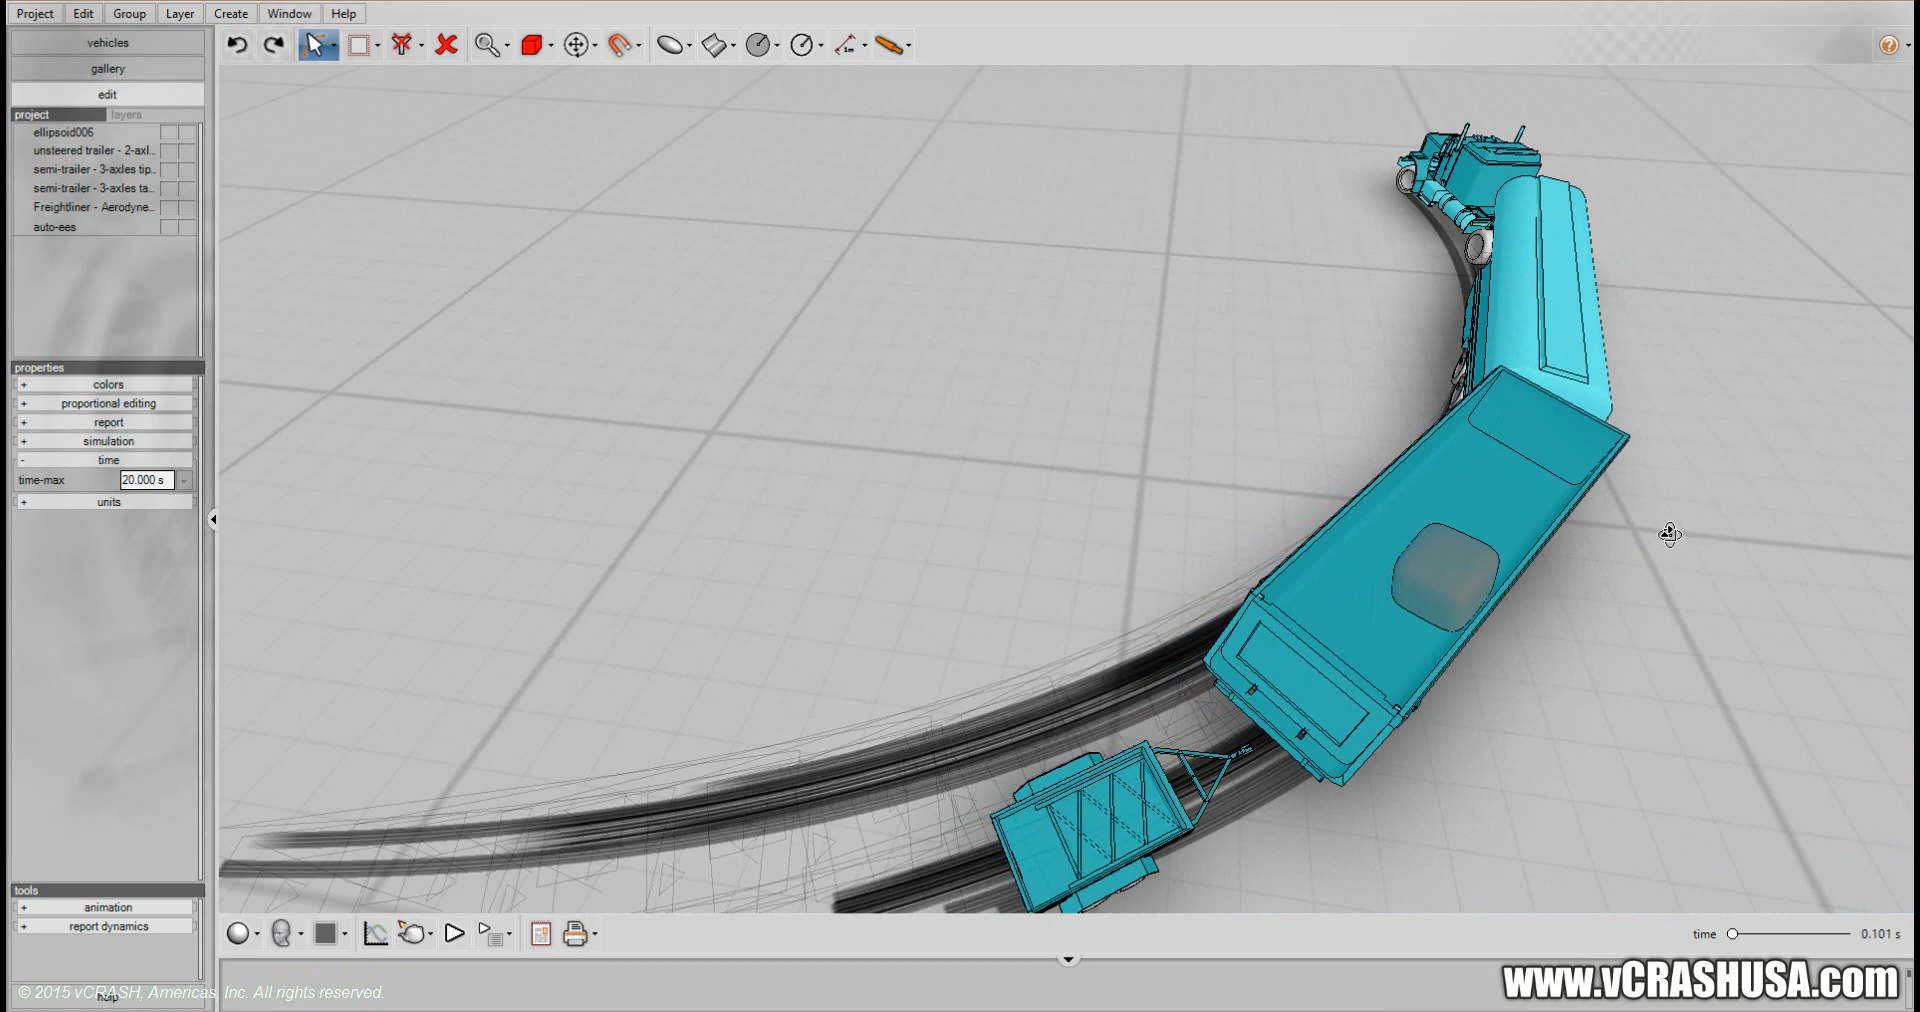 Project Edit Group Layer Create Window Help
vehicles
gallery
edit
project layers
ellipsoid006
unsteered trailer - 2-axl...
semi-trailer - 3-axles tip...
semi-trailer - 3-axles ta...
Freightliner - Aerodyne...
auto-ees
properties
+ colors
+ proportional editing
+ report
+ simulation
- time
time-max 20.000 s
+ units
tools
+ animation
+ report dynamics
help
time 0.101 s
© 2015 vCRASH, Americas, Inc. All rights reserved.
www.vCRASHUSA.com